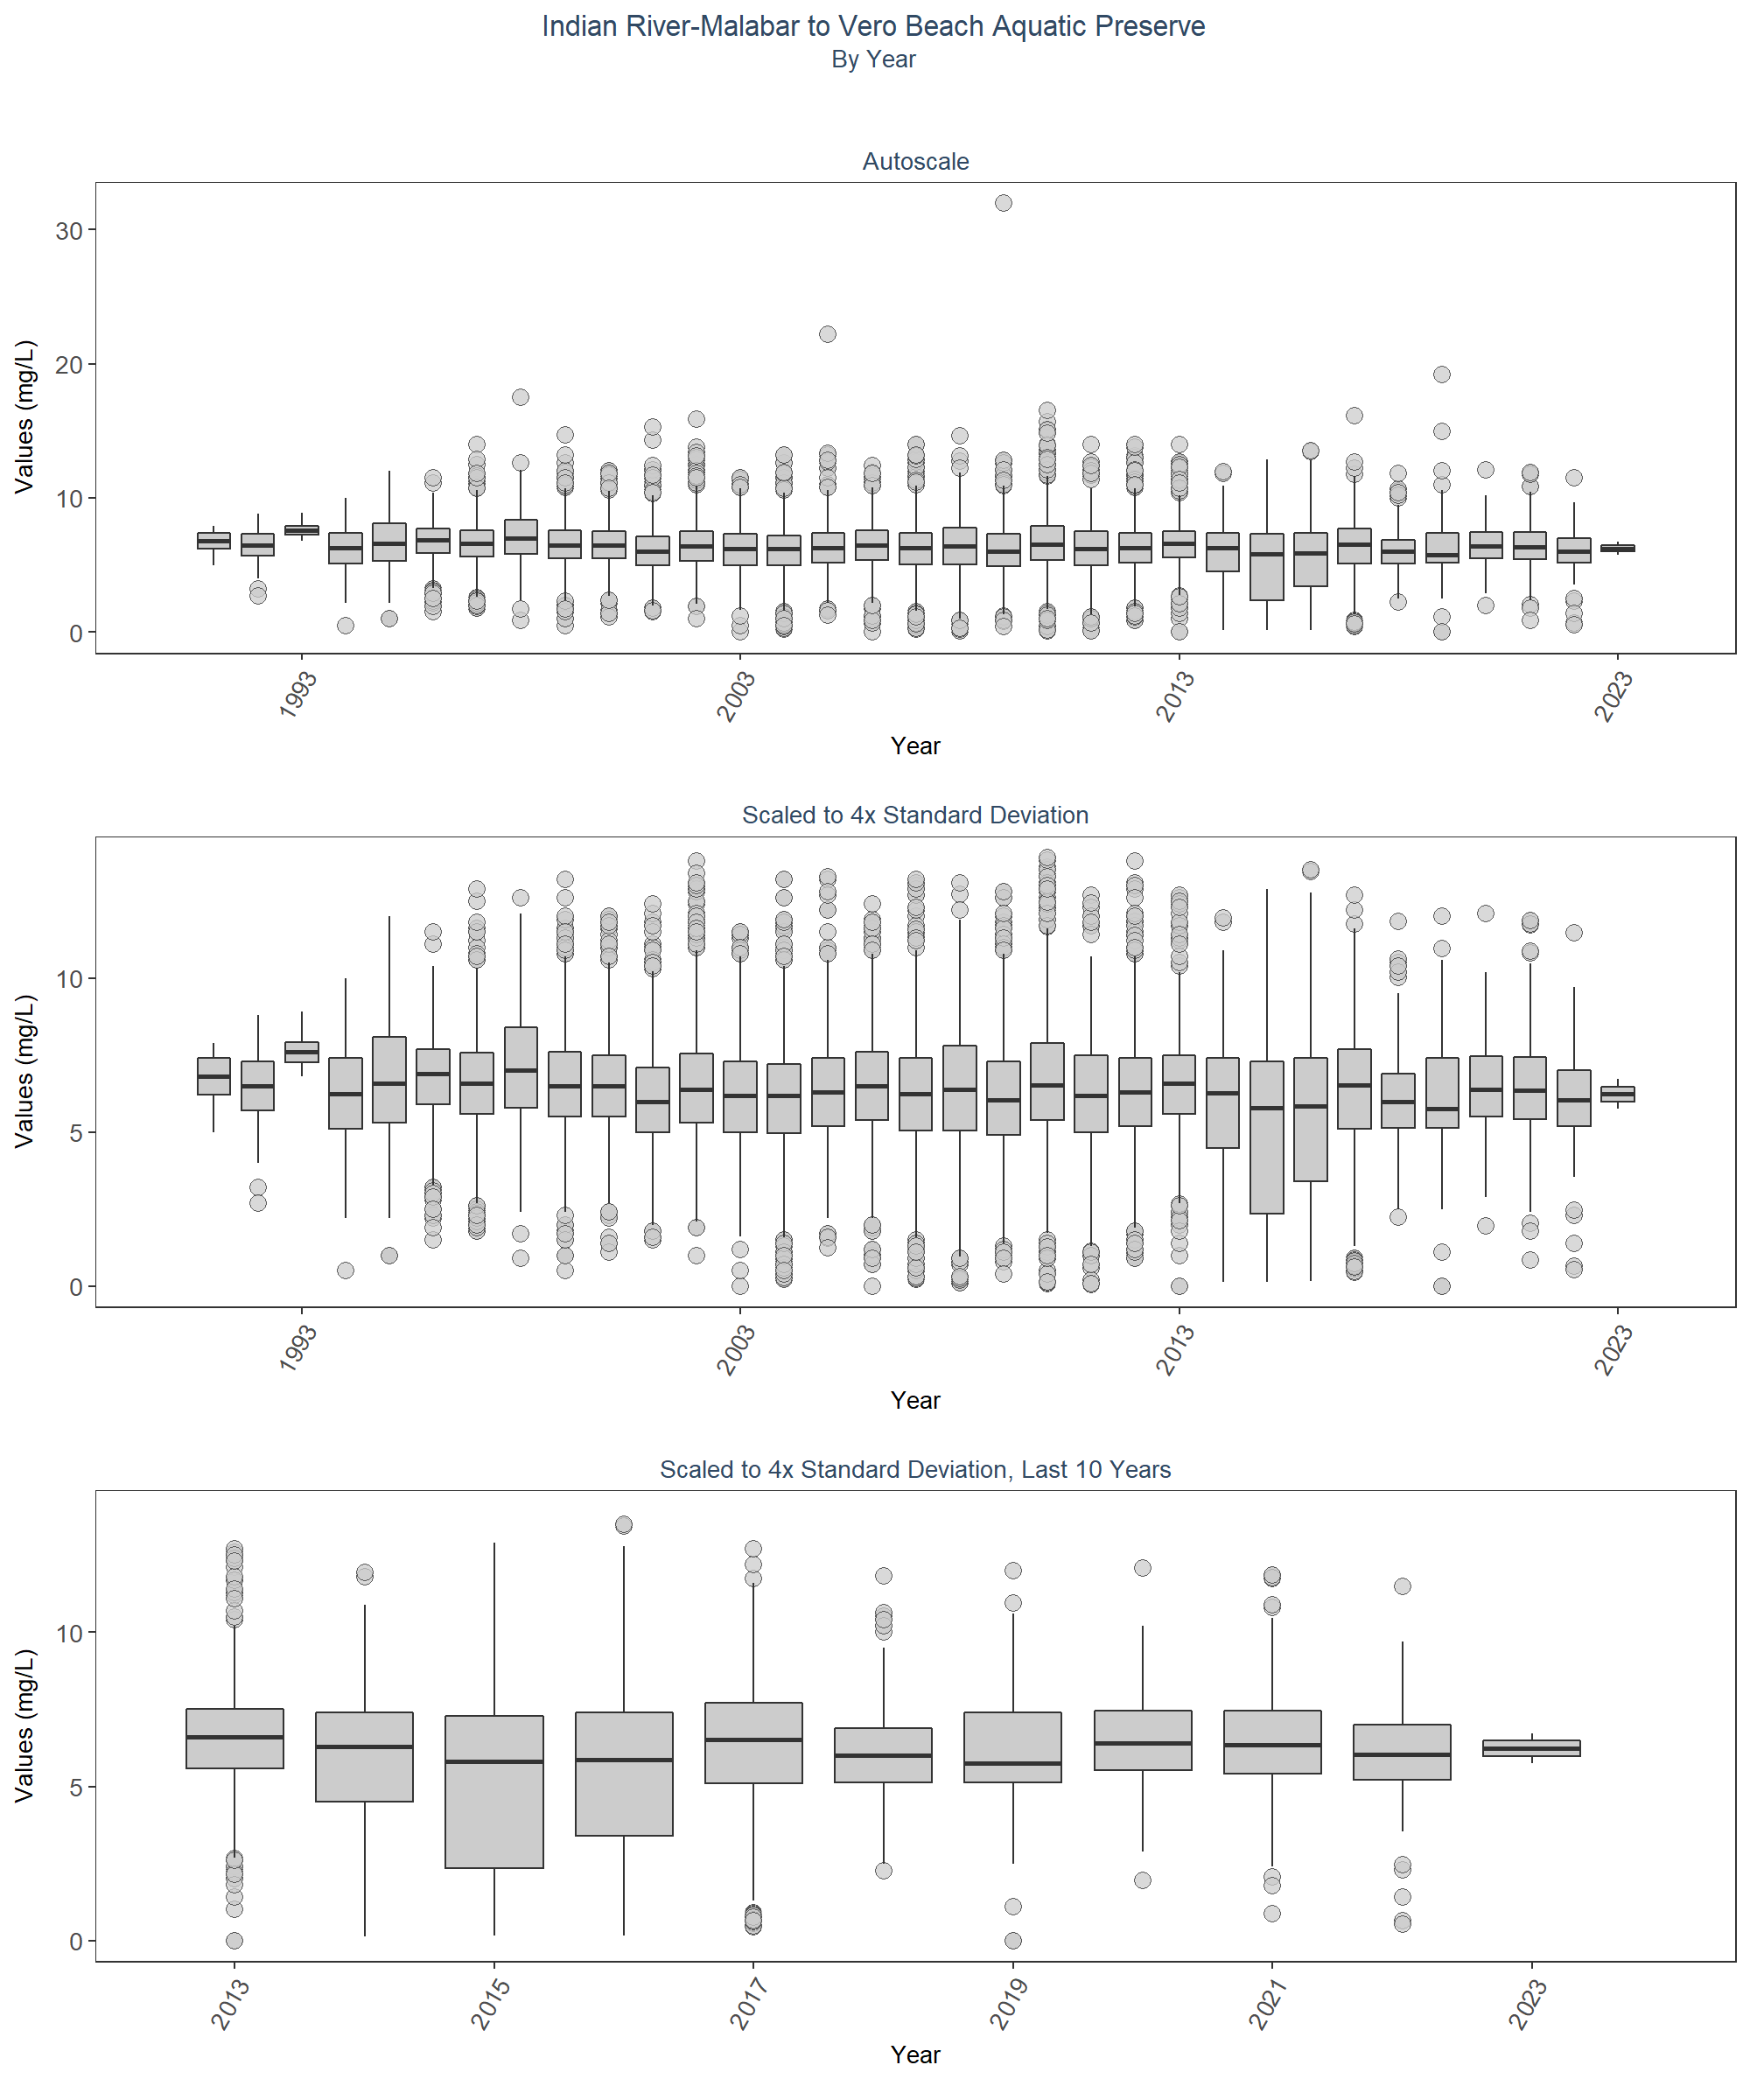 Indian River-Malabar to Vero Beach Aquatic Preserve
By Year
Autoscale
Values (mg/L)
30
20
10
0
1993
2003
2013
2023
Year
Scaled to 4x Standard Deviation
Values (mg/L)
10
5
0
1993
2003
2013
2023
Year
Scaled to 4x Standard Deviation, Last 10 Years
Values (mg/L)
10
5
0
2013
2015
2017
2019
2021
2023
Year